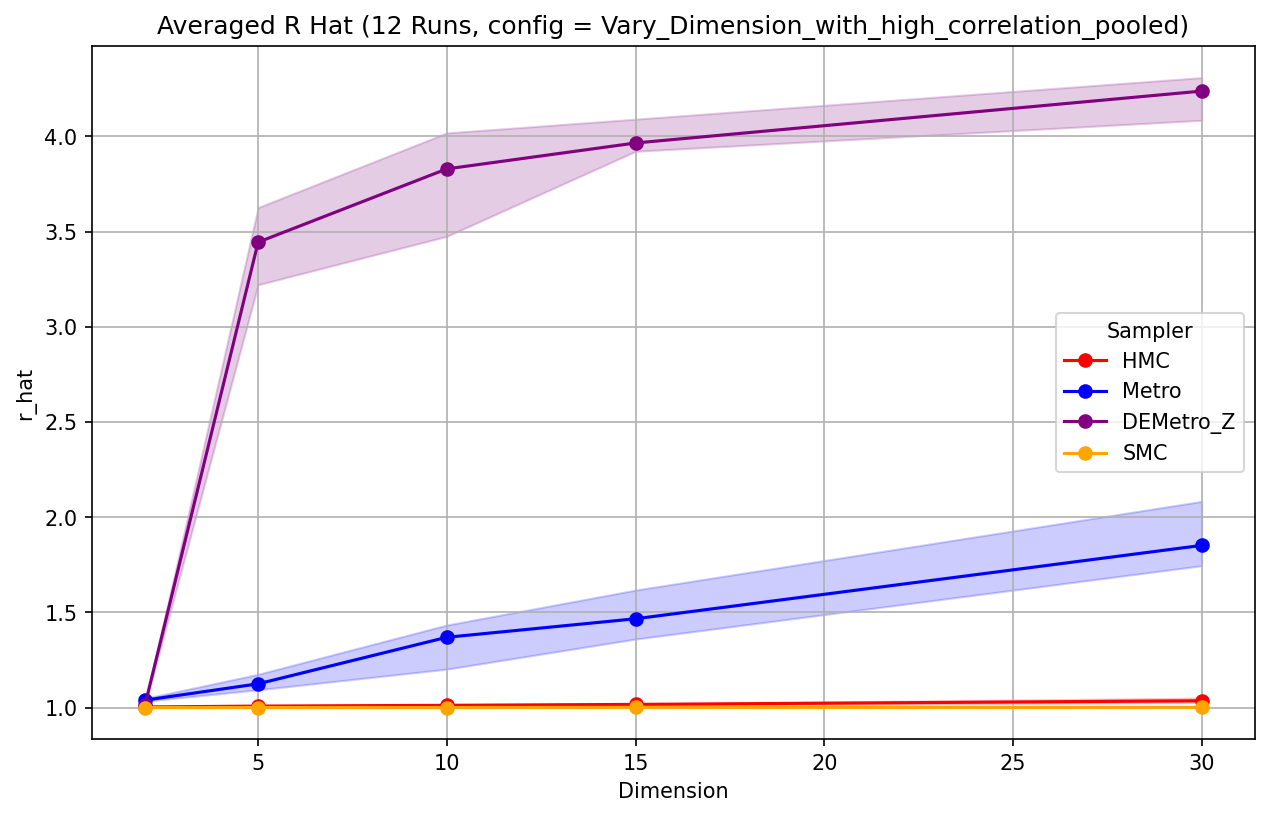 Averaged R Hat (12 Runs, config = Vary_Dimension_with_high_correlation_pooled)
4.0
3.5
3.0
2.5
2.0
1.5
1.0
r_hat
Sampler
HMC
Metro
DEMetro_Z
SMC
5
10
15
20
25
30
Dimension